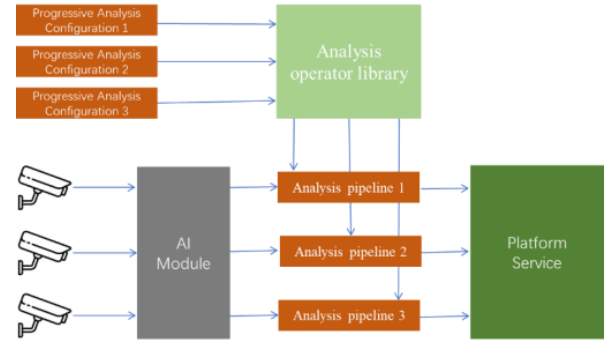 Progressive Analysis
Configuration 1
Progressive Analysis
Configuration 2
Progressive Analysis
Configuration 3
Analysis
operator library
AI
Module
Analysis pipeline 1
Analysis pipeline 2
Analysis pipeline 3
Platform
Service